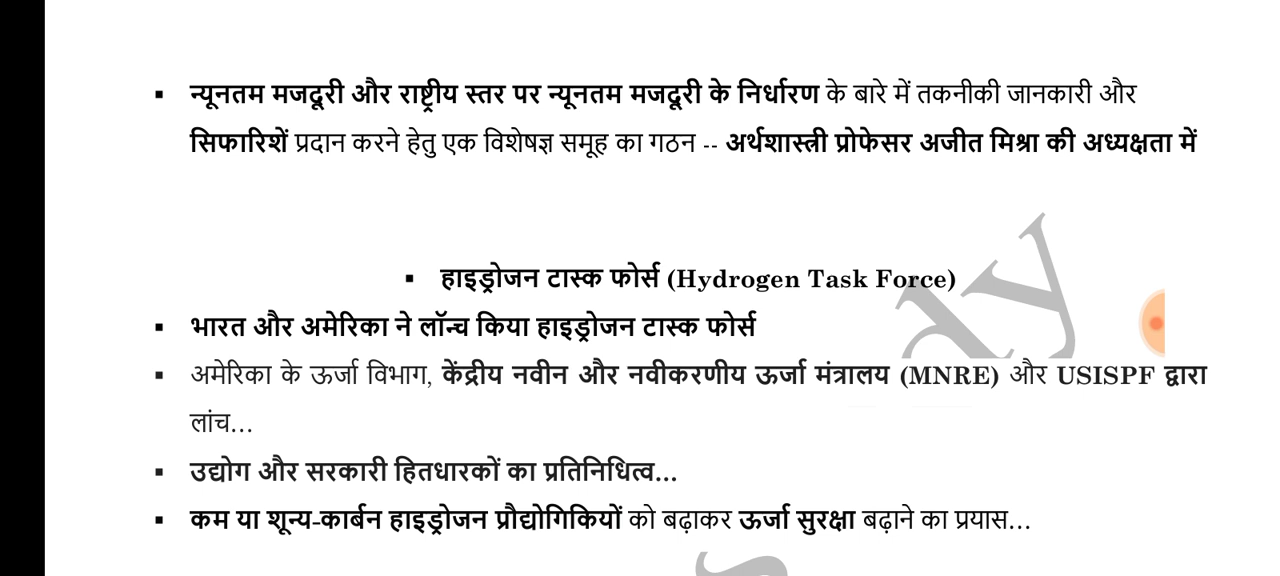 ▪ न्यूनतम मजदूरी और राष्ट्रीय स्तर पर न्यूनतम मजदूरी के निर्धारण के बारे में तकनीकी जानकारी और
सिफारिशें प्रदान करने हेतु एक विशेषज्ञ समूह का गठन -- अर्थशास्त्री प्रोफेसर अजीत मिश्रा की अध्यक्षता में
▪ हाइड्रोजन टास्क फोर्स (Hydrogen Task Force)
▪ भारत और अमेरिका ने लॉन्च किया हाइड्रोजन टास्क फोर्स
▪ अमेरिका के ऊर्जा विभाग, केंद्रीय नवीन और नवीकरणीय ऊर्जा मंत्रालय (MNRE) और USISPF द्वारा
लांच...
▪ उद्योग और सरकारी हितधारकों का प्रतिनिधित्व...
▪ कम या शून्य-कार्बन हाइड्रोजन प्रौद्योगिकियों को बढ़ाकर ऊर्जा सुरक्षा बढ़ाने का प्रयास...